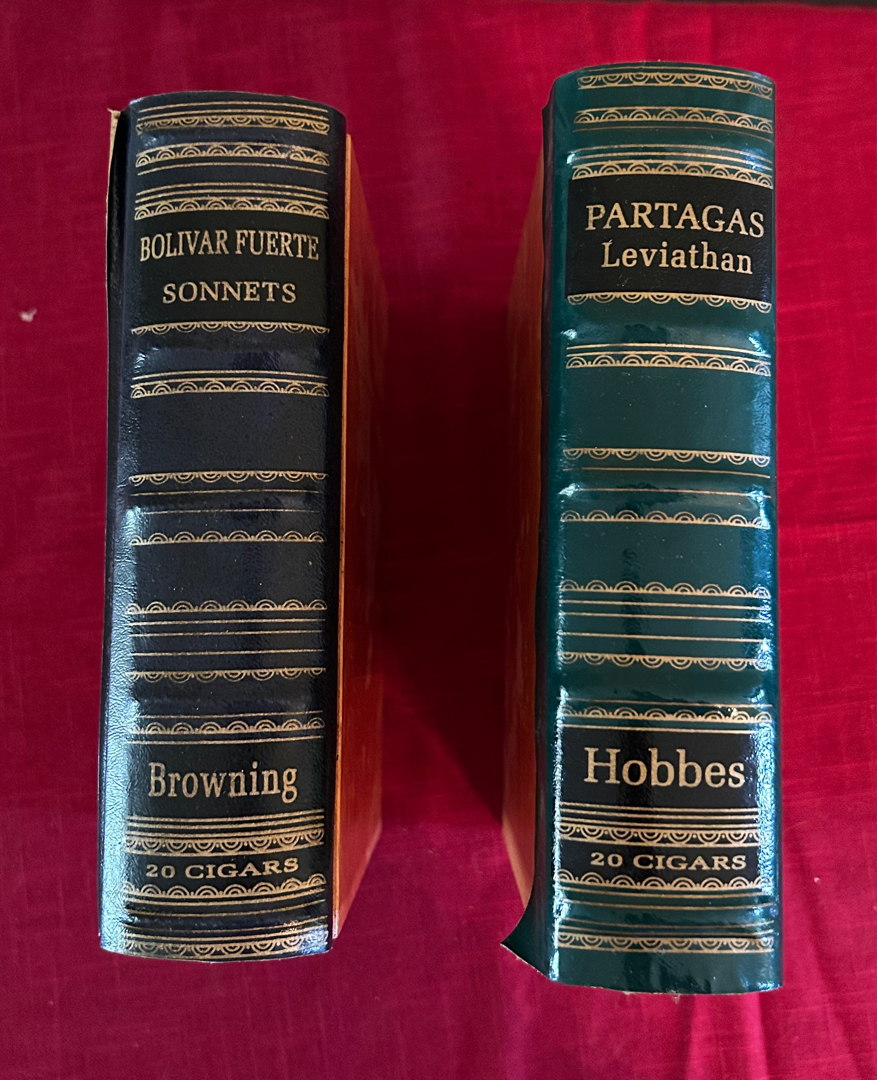 BOLIVAR FUERTE
SONNETS
Browning
20 CIGARS
PARTAGAS
Leviathan
Hobbes
20 CIGARS